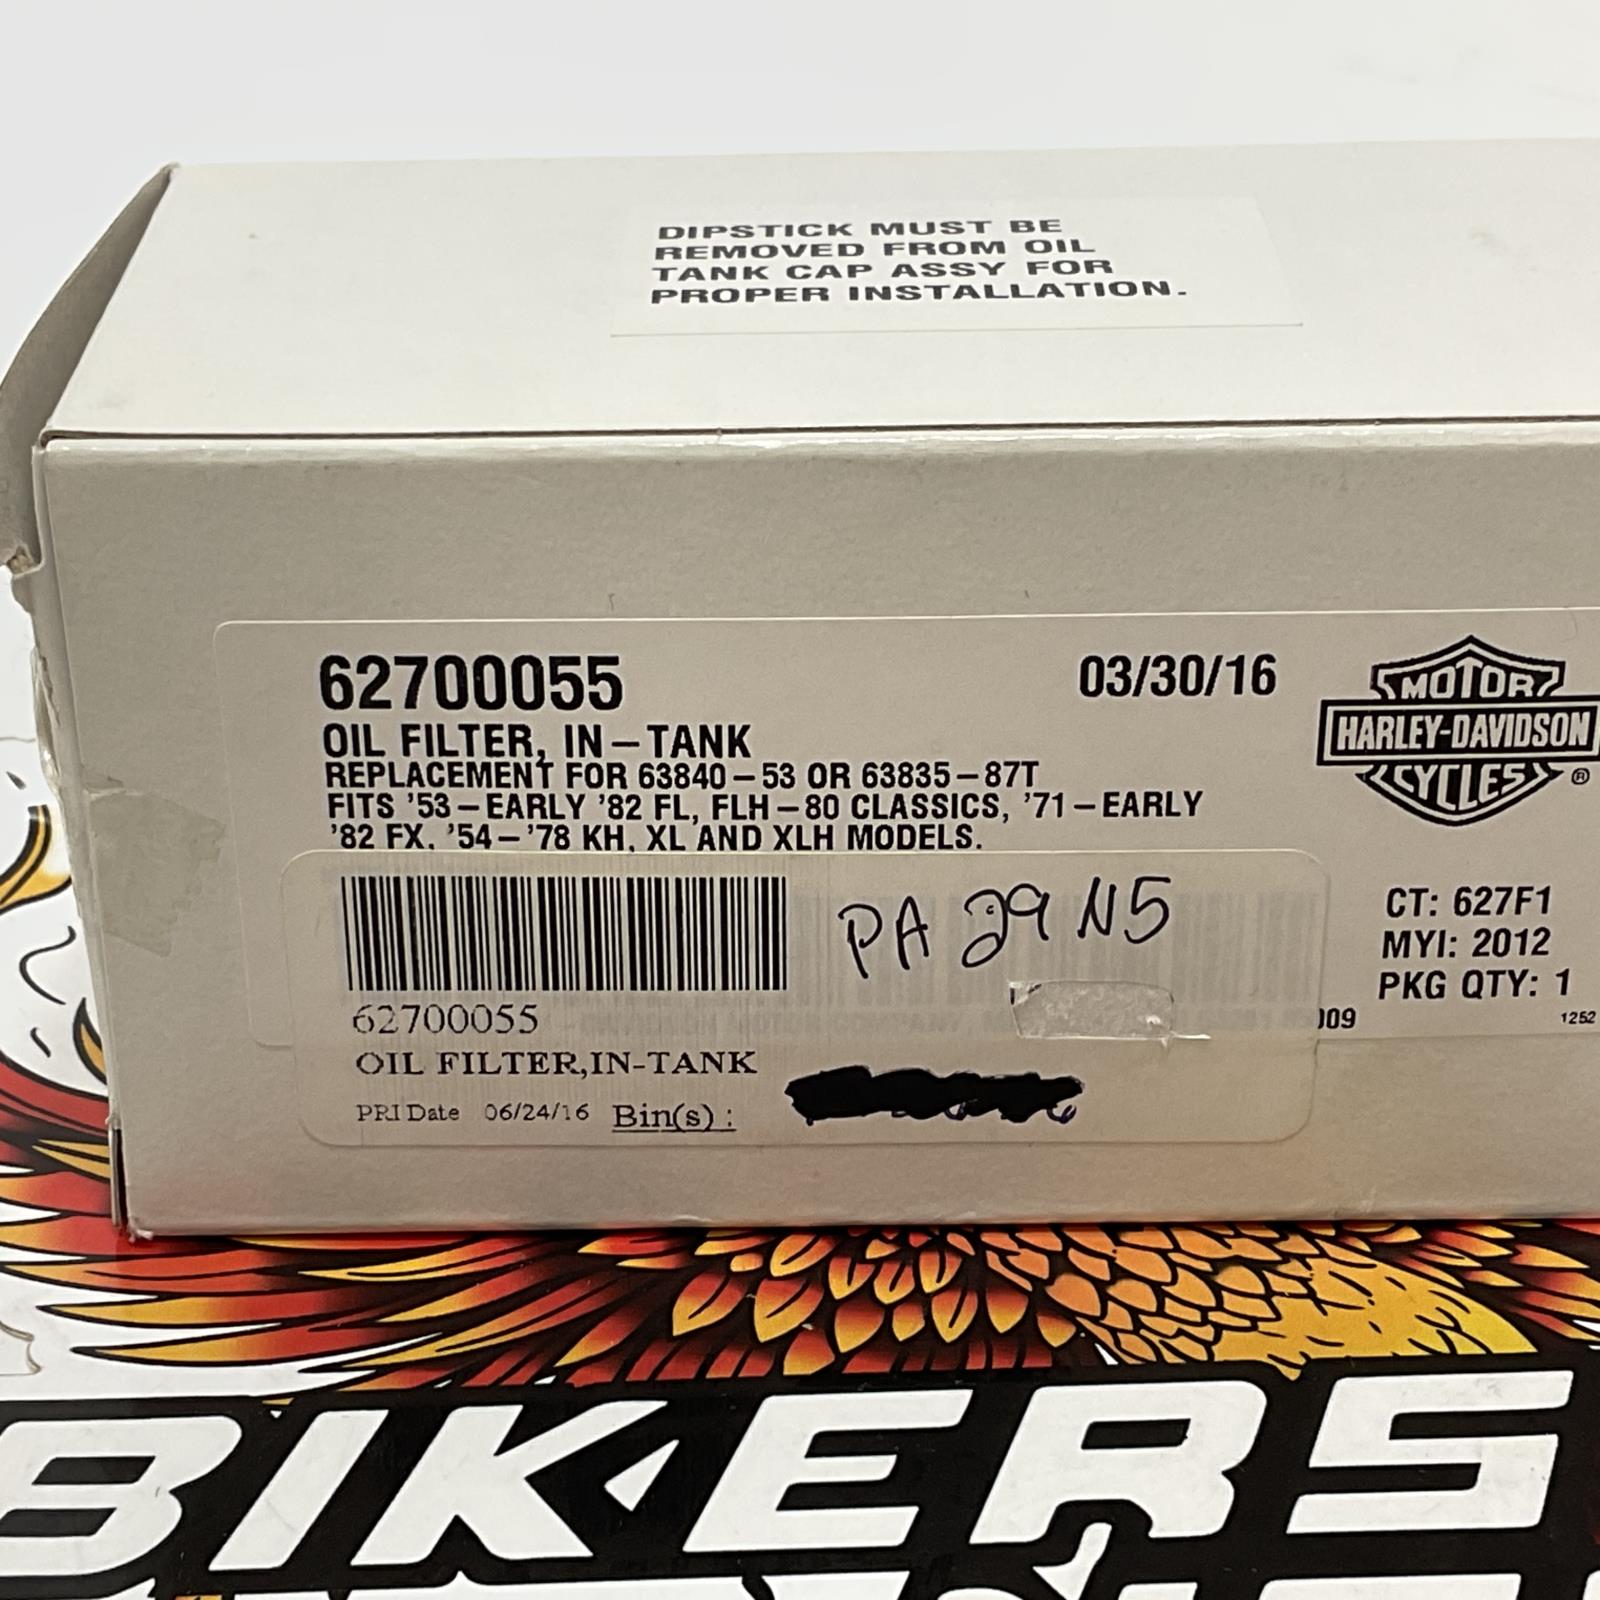 DIPSTICK MUST BE
REMOVED FROM OIL
TANK CAP ASSY FOR
PROPER INSTALLATION.
62700055
03/30/16
OIL FILTER, IN-TANK
REPLACEMENT FOR 63840-53 OR 63835-87T
FITS '53-EARLY '82 FL, FLH-80 CLASSICS, '71-EARLY
'82 FX, '54-'78 KH, XL AND XLH MODELS.
MOTOR
HARLEY-DAVIDSON
CYCLES
®
PA 29 N5
CT: 627F1
MYI: 2012
PKG QTY: 1
009
1252
62700055
OIL FILTER,IN-TANK
PRI Date 06/24/16 Bin(s) :
BIKERS